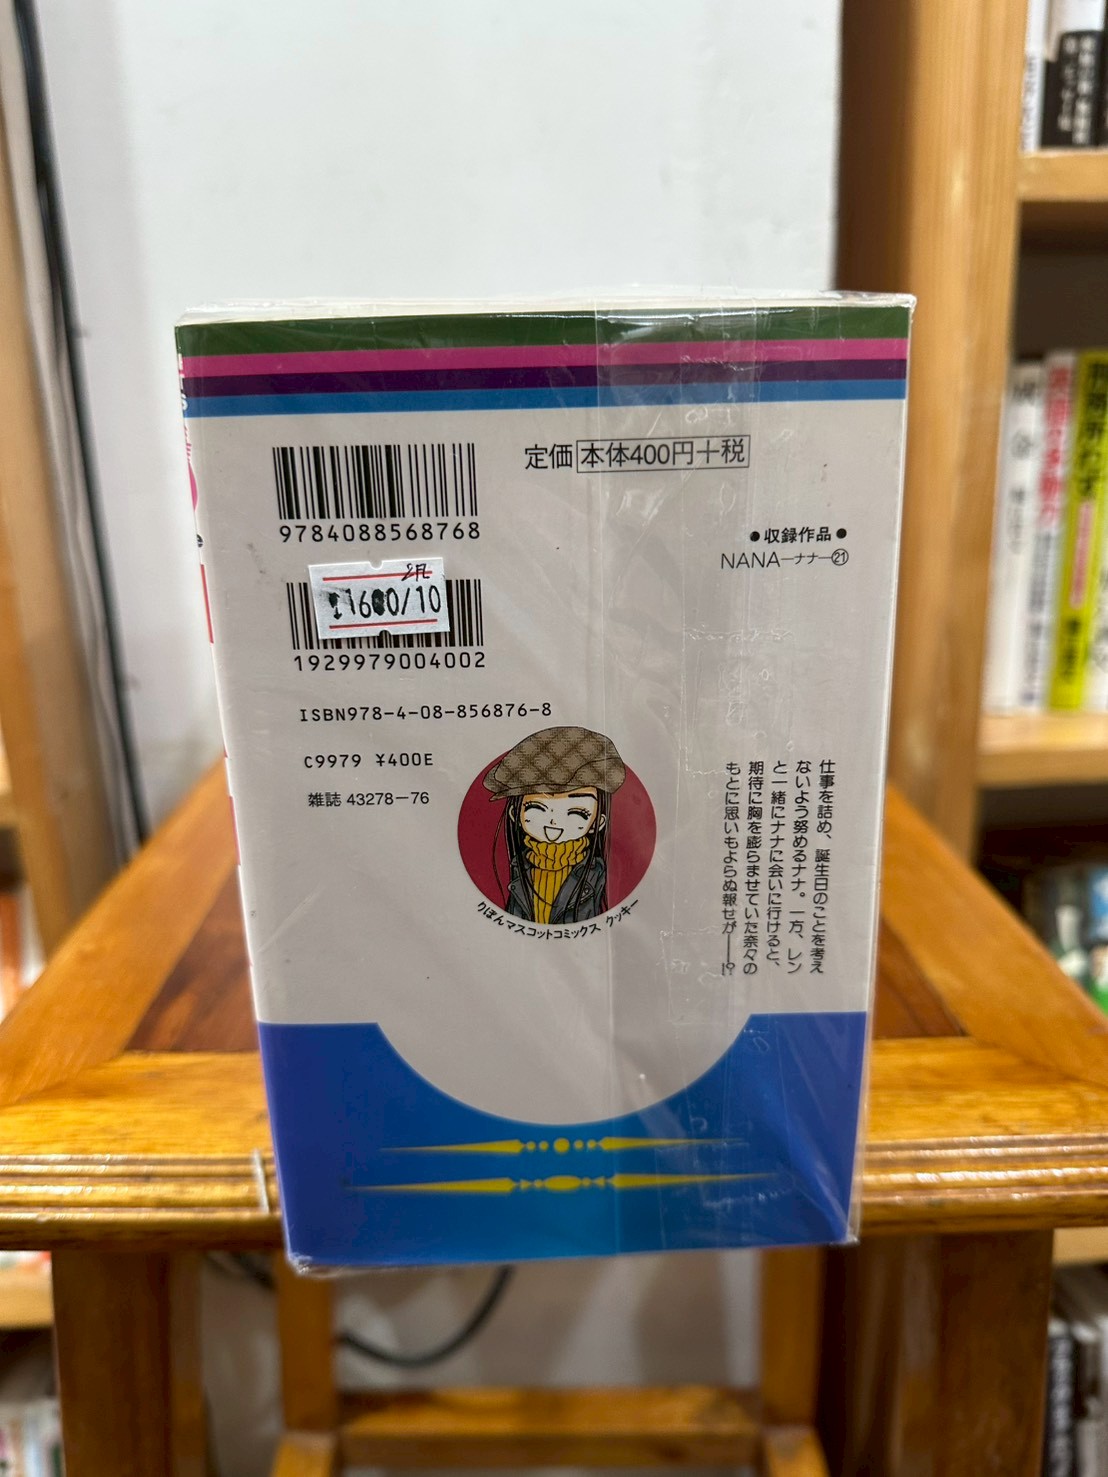 定価 本体400円+税
9784088568768
●収録作品●
NANA―ナナ―㉑
1929979004002
ISBN978-4-08-856876-8
C9979 ¥400E
雑誌 43278-76
りぼんマスコットコミックス クッキー
仕事を詰め、誕生日のことを考え
ないよう努めるナナ。一方、レン
と一緒にナナに会いに行けると、
期待に胸を膨らませていた奈々の
もとに思いもよらぬ報せが――!?